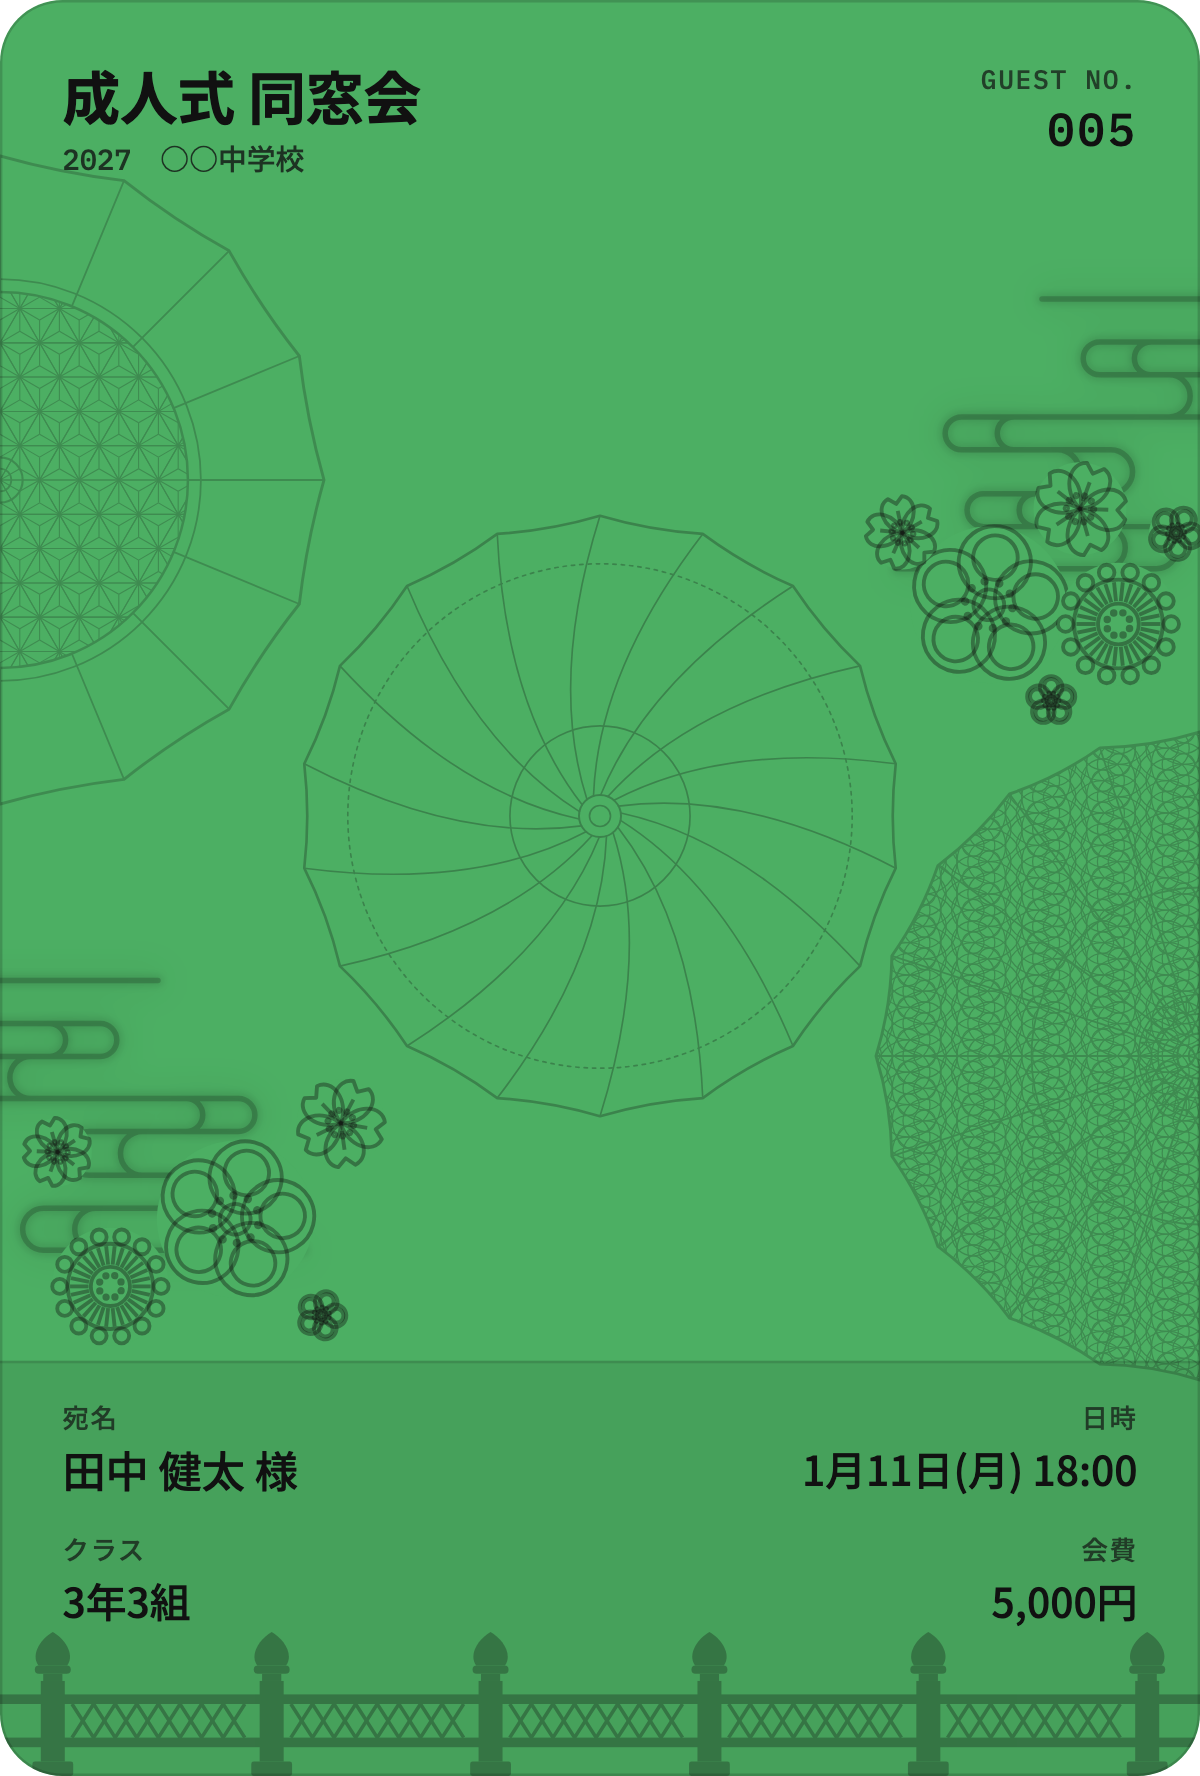 成人式 同窓会
2027　○○中学校
GUEST NO.
005
宛名
田中 健太 様
日時
1月11日(月) 18:00
クラス
3年3組
会費
5,000円